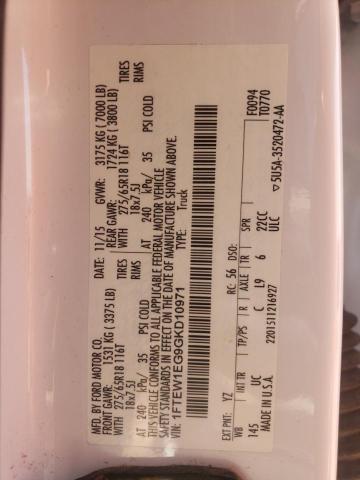 MFD. BY FORD MOTOR CO.
DATE: 11/15 GVWR: 3175 KG ( 7000 LB)
FRONT GAWR: 1531 KG ( 3375 LB) REAR GAWR: 1724 KG ( 3800 LB)
WITH 275/65R18 116T TIRES WITH 275/65R18 116T TIRES
18x7.5J RIMS 18x7.5J RIMS
AT 240 kPa/ 35 PSI COLD AT 240 kPa/ 35 PSI COLD
THIS VEHICLE CONFORMS TO ALL APPLICABLE FEDERAL MOTOR VEHICLE
SAFETY STANDARDS IN EFFECT ON THE DATE OF MANUFACTURE SHOWN ABOVE.
VIN: 1FTEW1EG9GKD10971
TYPE: Truck
F0094
T0770
EXT PNT: YZ RC: 56 DSO:
WB INT TR TP/PS R AXLE TR SPR
145 UC C L9 6 22CC
ULC
2201511216927
MADE IN U.S.A. ▽ 5U5A-3520472-AA